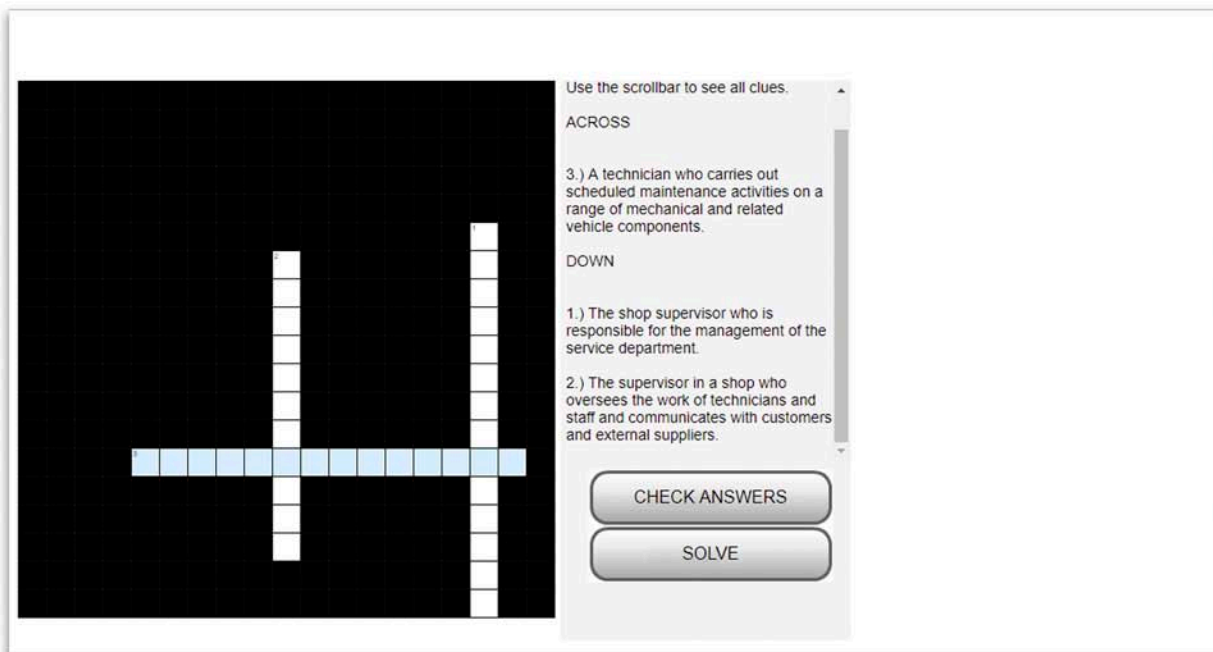 Use the scrollbar to see all clues.
ACROSS
3.) A technician who carries out
scheduled maintenance activities on a
range of mechanical and related
vehicle components.
DOWN
1.) The shop supervisor who is
responsible for the management of the
service department.
2.) The supervisor in a shop who
oversees the work of technicians and
staff and communicates with customers
and external suppliers.
1
2
3
CHECK ANSWERS
SOLVE